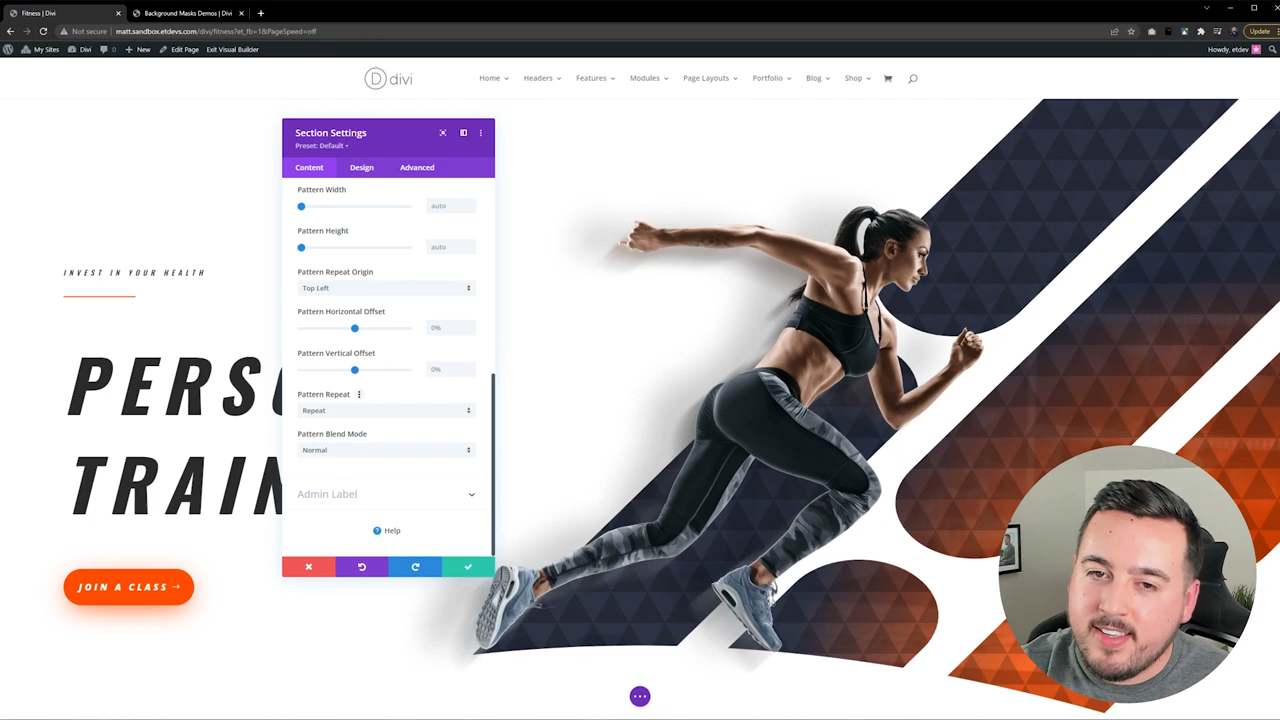 Fitness | Divi
Background Masks Demos | Divi
Not secure | matt.sandbox.etdevs.com/divi/fitness?et_fb=1&PageSpeed=off
Update
My Sites
Divi
0
New
Edit Page
Exit Visual Builder
Howdy, etdev
D divi
Home
Headers
Features
Modules
Page Layouts
Portfolio
Blog
Shop
Section Settings
Preset: Default
Content
Design
Advanced
Pattern Width
auto
Pattern Height
auto
Pattern Repeat Origin
Top Left
Pattern Horizontal Offset
0%
Pattern Vertical Offset
0%
Pattern Repeat
Repeat
Pattern Blend Mode
Normal
Admin Label
Help
INVEST IN YOUR HEALTH
PERSO
TRAIN
JOIN A CLASS →